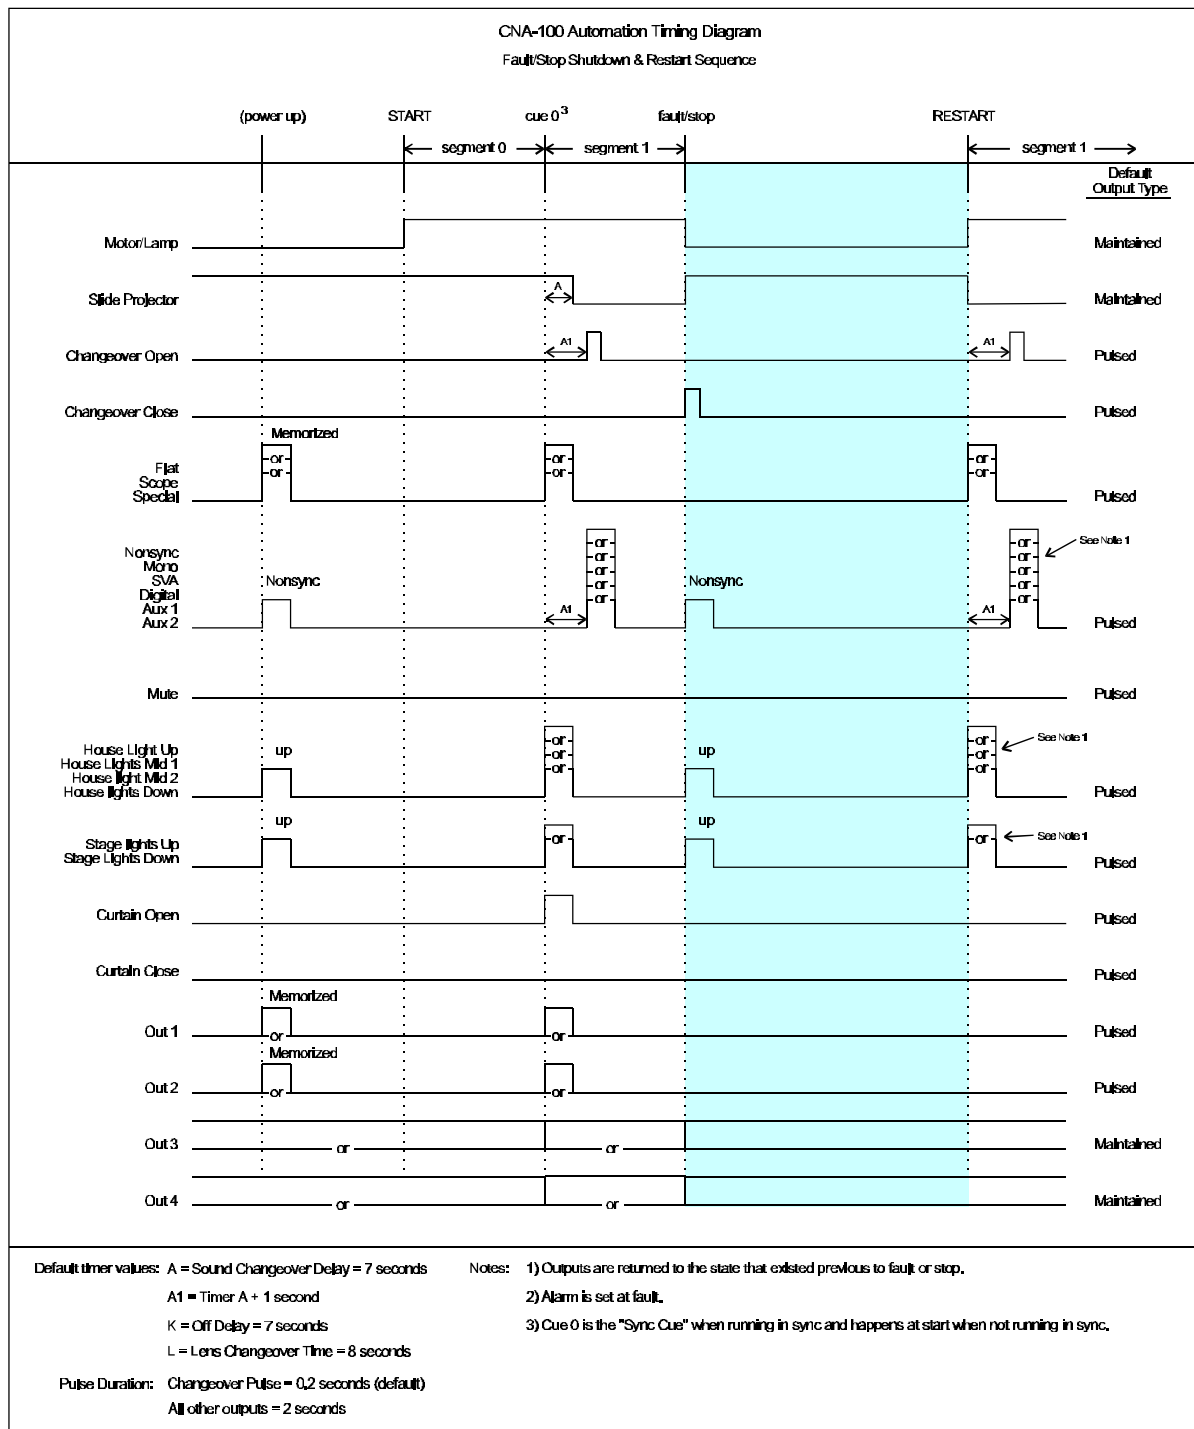 CNA-100 Automation Timing Diagram
Fault/Stop Shutdown & Restart Sequence
(power up) START cue 0³ fault/stop RESTART
segment 0 segment 1 segment 1
Default
Output Type
Motor/Lamp Maintained
Slide Projector A Maintained
Changeover Open A1 A1 Pulsed
Changeover Close Pulsed
Memorized
or or or
or or or
Flat
Scope
Special Pulsed
Nonsync
Mono
SVA
Digital
Aux 1
Aux 2
Nonsync Nonsync
or or
or or
or or
or or
or or
See Note 1
A1 A1
Pulsed
Mute Pulsed
House Light Up
House Lights Mid 1
House light Mid 2
House lights Down
up up
or or
or or
or or
See Note 1
Pulsed
Stage lights Up
Stage Lights Down
up up
or or
See Note 1
Pulsed
Curtain Open Pulsed
Curtain Close Pulsed
Memorized
Out 1 or or Pulsed
Memorized
Out 2 or or Pulsed
Out 3 or or Maintained
Out 4 or or Maintained
Default timer values: A = Sound Changeover Delay = 7 seconds
A1 = Timer A + 1 second
K = Off Delay = 7 seconds
L = Lens Changeover Time = 8 seconds
Pulse Duration: Changeover Pulse = 0.2 seconds (default)
All other outputs = 2 seconds
Notes: 1) Outputs are returned to the state that existed previous to fault or stop.
2) Alarm is set at fault.
3) Cue 0 is the "Sync Cue" when running in sync and happens at start when not running in sync.